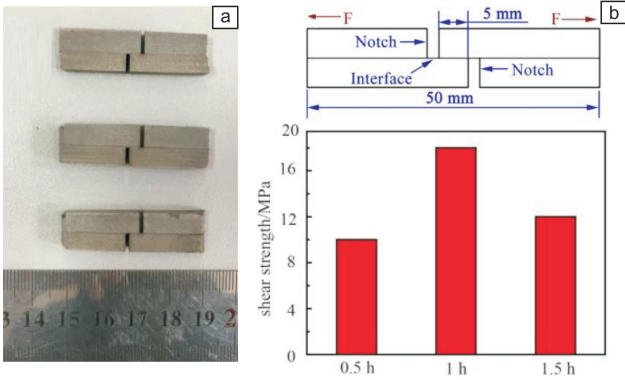 a
3 14 15 16 17 18 19 2
b
F
5 mm
F
Notch
Interface
Notch
50 mm
20
16
12
8
4
0
shear strength/MPa
0.5 h
1 h
1.5 h